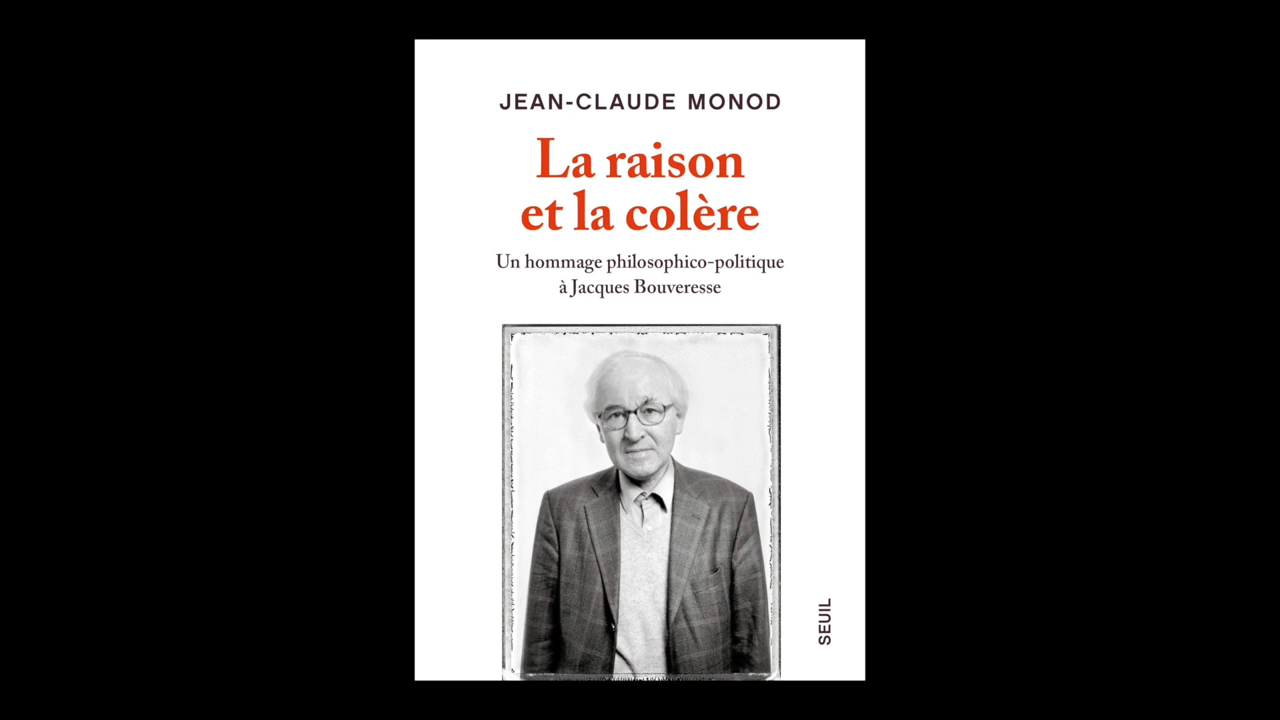 JEAN-CLAUDE MONOD
La raison
et la colère
Un hommage philosophico-politique
à Jacques Bouveresse
SEUIL